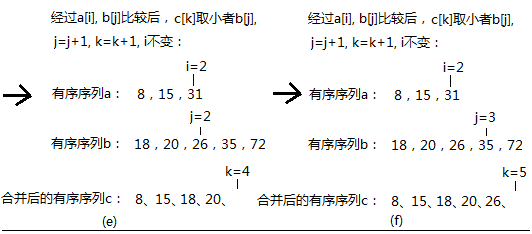 经过a[i], b[j]比较后，c[k]取小者b[j],
j=j+1, k=k+1, i不变：
i=2
有序序列a： 8，15，31
j=2
有序序列b： 18，20，26，35，72
k=4
合并后的有序序列c： 8、15、18、20、
(e)
经过a[i], b[j]比较后，c[k]取小者b[j],
j=j+1, k=k+1, i不变：
i=2
有序序列a： 8，15，31
j=3
有序序列b： 18，20，26，35，72
k=5
合并后的有序序列c： 8、15、18、20、26、
(f)